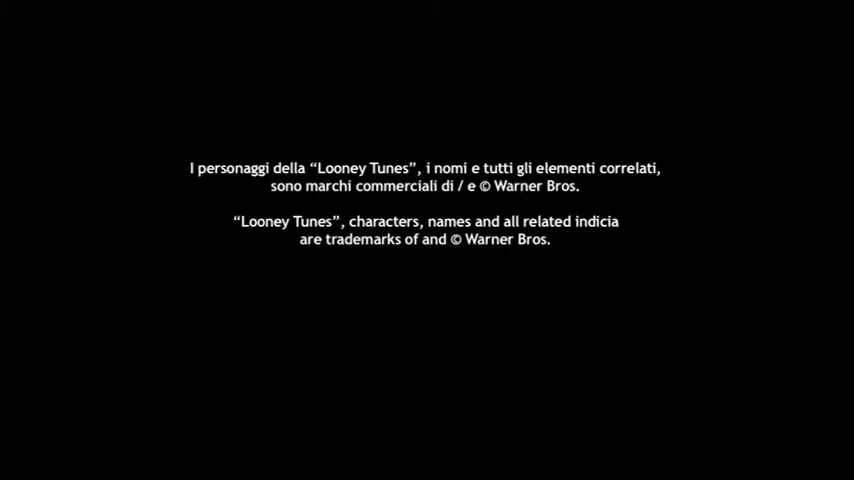 I personaggi della “Looney Tunes”, i nomi e tutti gli elementi correlati,
sono marchi commerciali di / e © Warner Bros.
“Looney Tunes”, characters, names and all related indicia
are trademarks of and © Warner Bros.